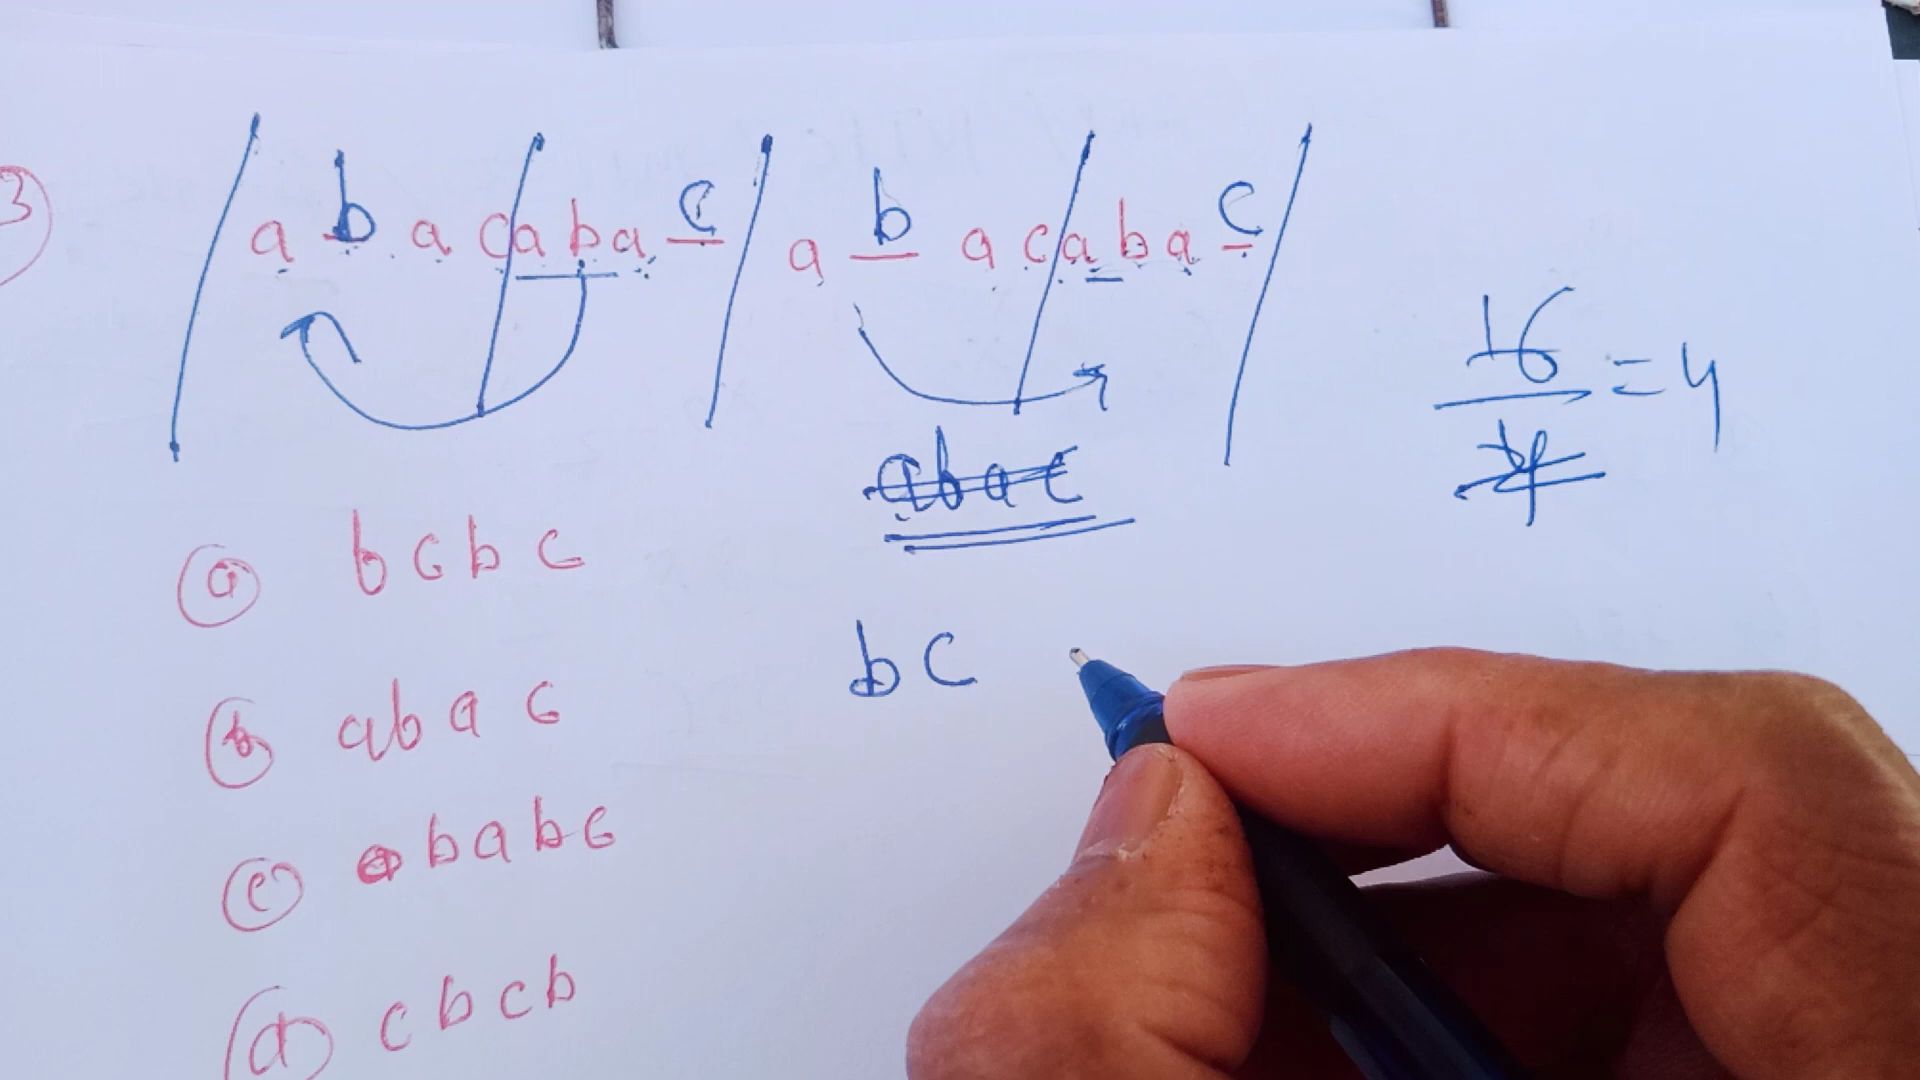 3
a b a c / a b a c / a b a c / a b a c /
16/4 = 4
abac
a bcbc
bc
b abac
c babc
d cbcb